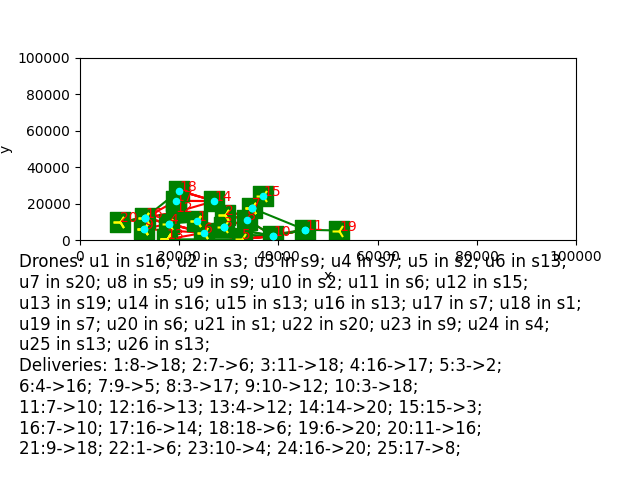 100000
80000
60000
40000
20000
0
y
0 20000 40000 60000 80000 100000
x
Drones: u1 in s16; u2 in s3; u3 in s9; u4 in s7; u5 in s2; u6 in s13;
u7 in s20; u8 in s5; u9 in s9; u10 in s2; u11 in s6; u12 in s15;
u13 in s19; u14 in s16; u15 in s13; u16 in s13; u17 in s7; u18 in s1;
u19 in s7; u20 in s6; u21 in s1; u22 in s20; u23 in s9; u24 in s4;
u25 in s13; u26 in s13;
Deliveries: 1:8->18; 2:7->6; 3:11->18; 4:16->17; 5:3->2;
6:4->16; 7:9->5; 8:3->17; 9:10->12; 10:3->18;
11:7->10; 12:16->13; 13:4->12; 14:14->20; 15:15->3;
16:7->10; 17:16->14; 18:18->6; 19:6->20; 20:11->16;
21:9->18; 22:1->6; 23:10->4; 24:16->20; 25:17->8;